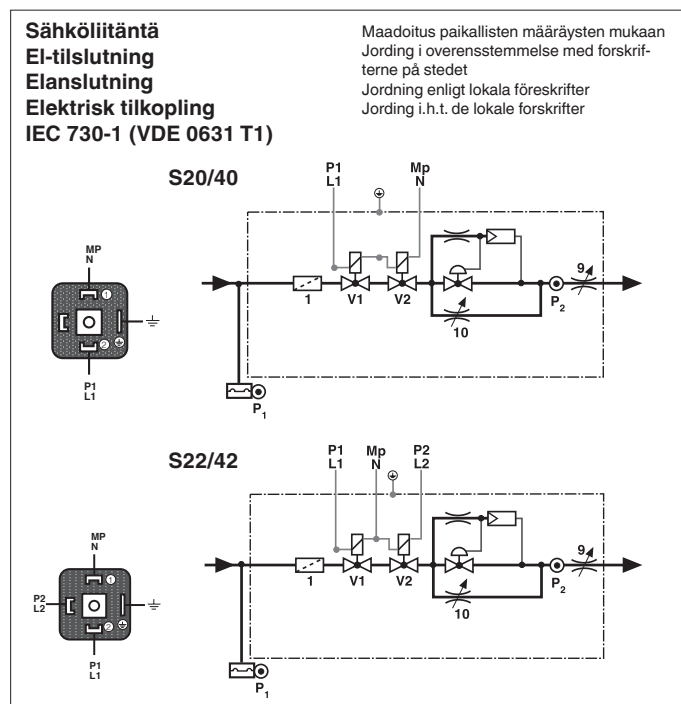 Sähköliitäntä
El-tilslutning
Elanslutning
Elektrisk tilkopling
IEC 730-1 (VDE 0631 T1)
Maadoitus paikallisten määräysten mukaan
Jording i overensstemmelse med forskrif-
terne på stedet
Jordning enligt lokala föreskrifter
Jording i.h.t. de lokale forskrifter
S20/40
P1
L1
Mp
N
MP
N
1
2
P1
L1
1
V1
V2
10
P2
9
P1
S22/42
P1
L1
Mp
N
P2
L2
MP
N
P2
L2
1
2
P1
L1
1
V1
V2
10
P2
9
P1